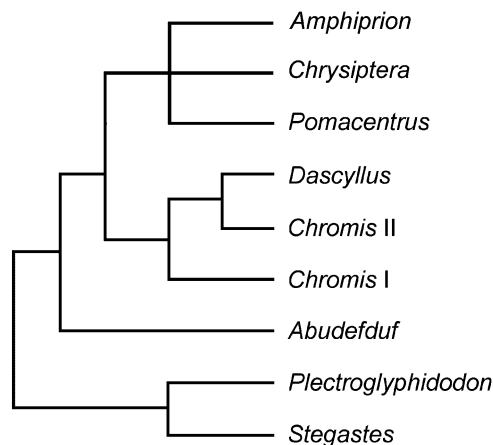 Amphiprion
Chrysiptera
Pomacentrus
Dascyllus
Chromis II
Chromis I
Abudefduf
Plectroglyphidodon
Stegastes